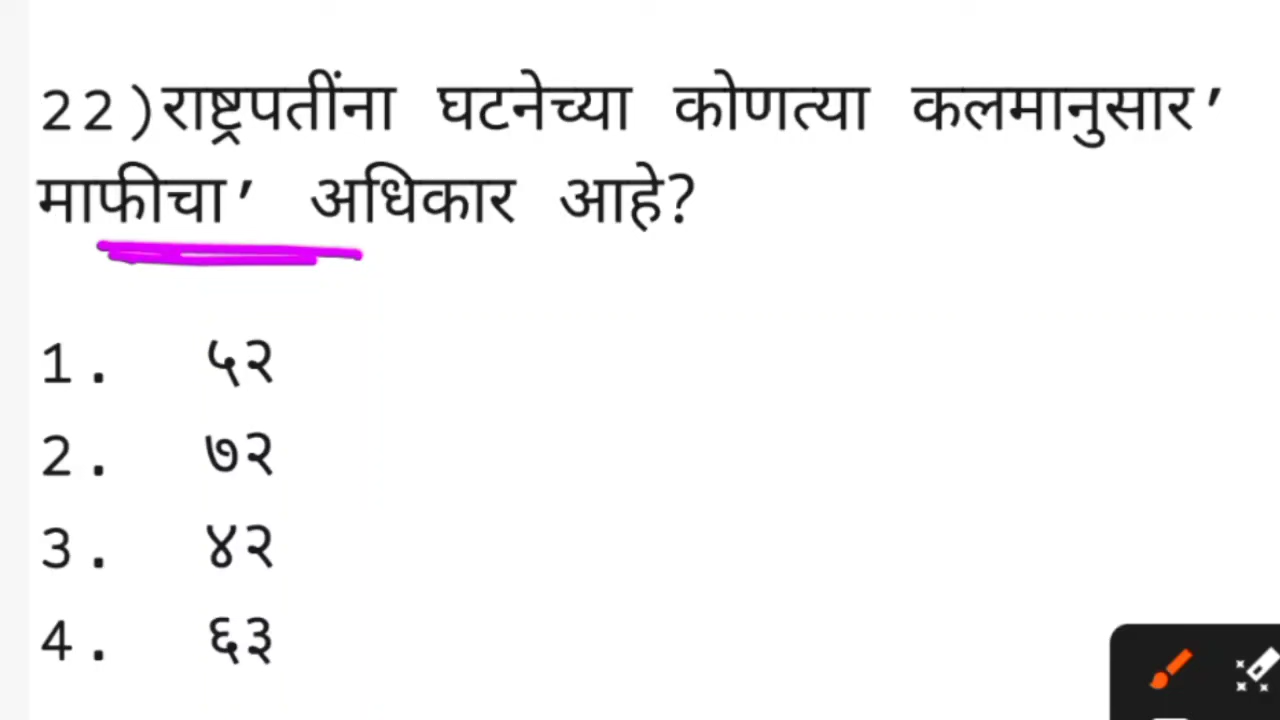 22)राष्ट्रपतींना घटनेच्या कोणत्या कलमानुसार’
माफीचा’ अधिकार आहे?
1. ५२
2. ७२
3. ४२
4. ६३